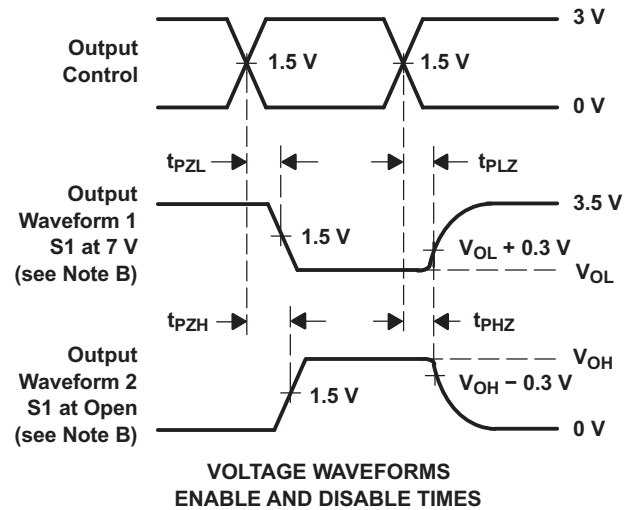 3 V
Output
Control
1.5 V
1.5 V
0 V
tPZL
tPLZ
Output
Waveform 1
S1 at 7 V
(see Note B)
3.5 V
1.5 V
VOL + 0.3 V
VOL
tPZH
tPHZ
Output
Waveform 2
S1 at Open
(see Note B)
VOH
1.5 V
VOH − 0.3 V
0 V
VOLTAGE WAVEFORMS
ENABLE AND DISABLE TIMES